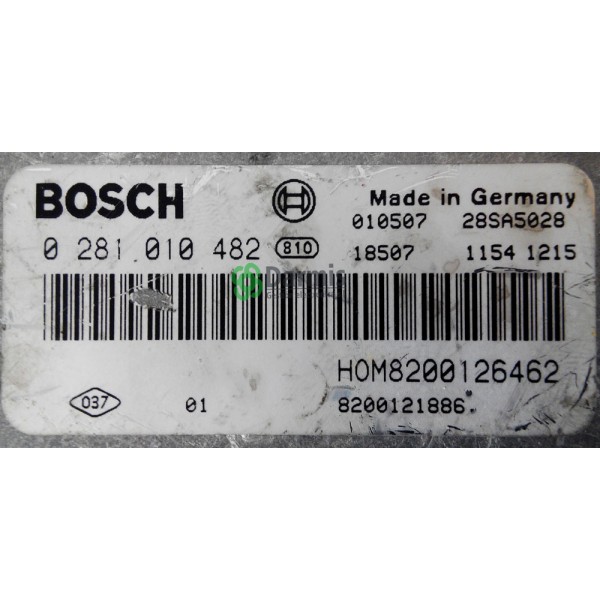 BOSCH
Made in Germany
010507 28SA5028
0 281 010 482 810
18507 1154 1215
HOM8200126462
037 01 8200121886